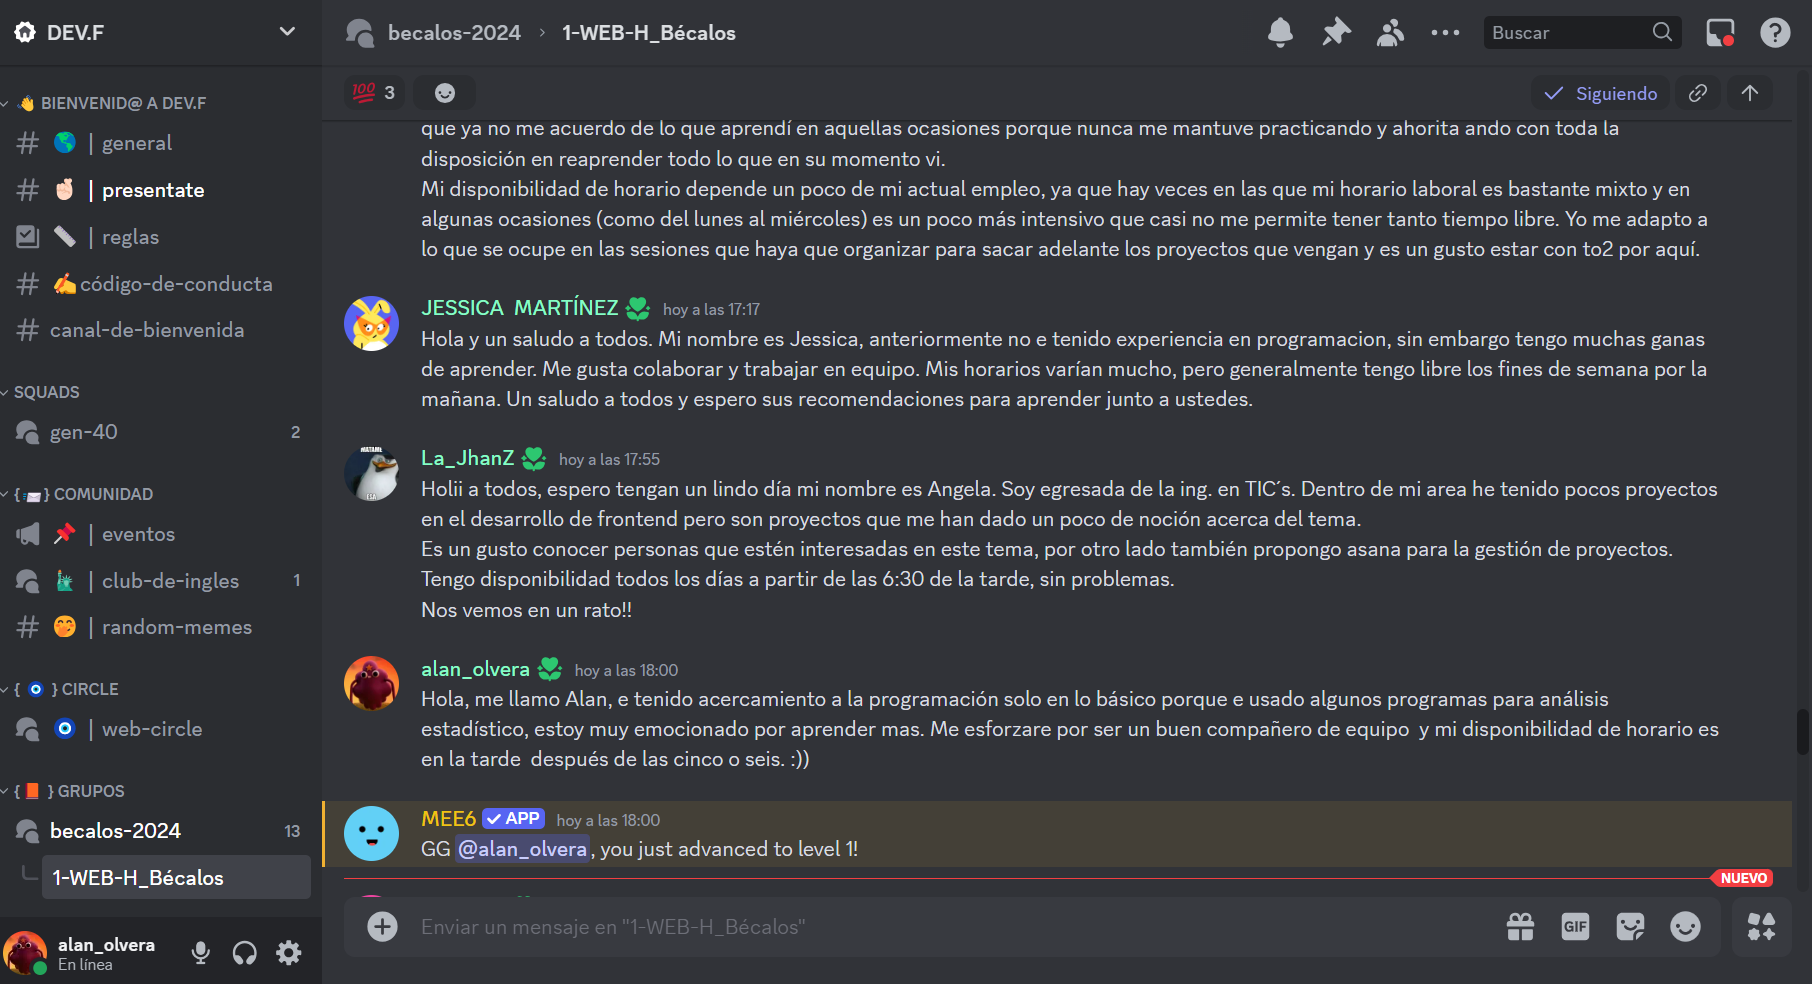 DEV.F
becalos-2024 › 1-WEB-H_Bécalos
Buscar
3
Siguiendo
BIENVENID@ A DEV.F
| general
| presentate
| reglas
código-de-conducta
canal-de-bienvenida
SQUADS
gen-40 2
{ } COMUNIDAD
| eventos
| club-de-ingles 1
| random-memes
{ } CIRCLE
| web-circle
{ } GRUPOS
becalos-2024 13
1-WEB-H_Bécalos
alan_olvera
En línea
que ya no me acuerdo de lo que aprendí en aquellas ocasiones porque nunca me mantuve practicando y ahorita ando con toda la
disposición en reaprender todo lo que en su momento vi.
Mi disponibilidad de horario depende un poco de mi actual empleo, ya que hay veces en las que mi horario laboral es bastante mixto y en
algunas ocasiones (como del lunes al miércoles) es un poco más intensivo que casi no me permite tener tanto tiempo libre. Yo me adapto a
lo que se ocupe en las sesiones que haya que organizar para sacar adelante los proyectos que vengan y es un gusto estar con to2 por aquí.
JESSICA MARTÍNEZ hoy a las 17:17
Hola y un saludo a todos. Mi nombre es Jessica, anteriormente no e tenido experiencia en programacion, sin embargo tengo muchas ganas
de aprender. Me gusta colaborar y trabajar en equipo. Mis horarios varían mucho, pero generalmente tengo libre los fines de semana por la
mañana. Un saludo a todos y espero sus recomendaciones para aprender junto a ustedes.
MATAME
ESA
La_JhanZ hoy a las 17:55
Holii a todos, espero tengan un lindo día mi nombre es Angela. Soy egresada de la ing. en TIC´s. Dentro de mi area he tenido pocos proyectos
en el desarrollo de frontend pero son proyectos que me han dado un poco de noción acerca del tema.
Es un gusto conocer personas que estén interesadas en este tema, por otro lado también propongo asana para la gestión de proyectos.
Tengo disponibilidad todos los días a partir de las 6:30 de la tarde, sin problemas.
Nos vemos en un rato!!
alan_olvera hoy a las 18:00
Hola, me llamo Alan, e tenido acercamiento a la programación solo en lo básico porque e usado algunos programas para análisis
estadístico, estoy muy emocionado por aprender mas. Me esforzare por ser un buen compañero de equipo y mi disponibilidad de horario es
en la tarde después de las cinco o seis. :))
MEE6 APP hoy a las 18:00
GG @alan_olvera, you just advanced to level 1!
NUEVO
Enviar un mensaje en "1-WEB-H_Bécalos"
GIF